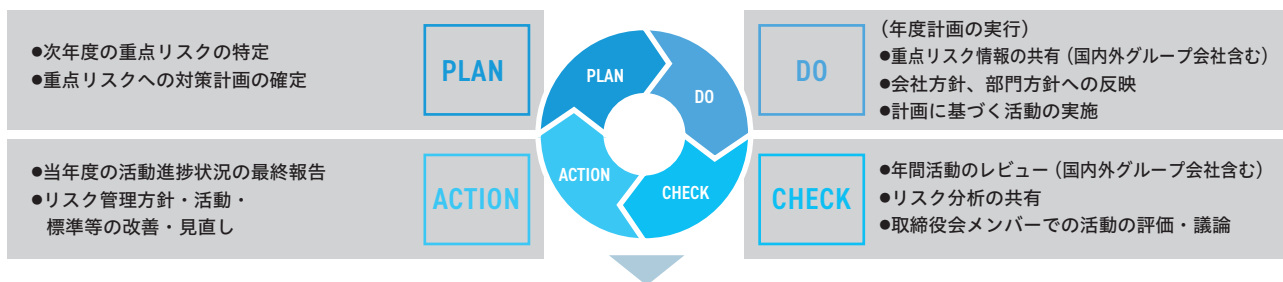 ●次年度の重点リスクの特定
●重点リスクへの対策計画の確定
PLAN
PLAN
DO
DO
(年度計画の実行)
●重点リスク情報の共有(国内外グループ会社含む)
●会社方針、部門方針への反映
●計画に基づく活動の実施
●当年度の活動進捗状況の最終報告
●リスク管理方針・活動・
標準等の改善・見直し
ACTION
ACTION
CHECK
CHECK
●年間活動のレビュー(国内外グループ会社含む)
●リスク分析の共有
●取締役会メンバーでの活動の評価・議論